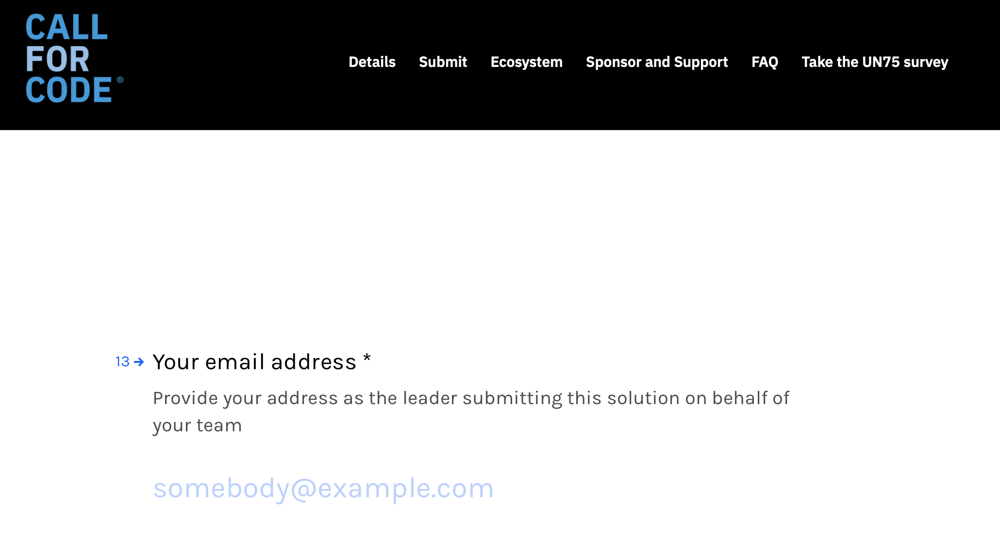 CALL
FOR
CODE®
Details Submit Ecosystem Sponsor and Support FAQ Take the UN75 survey
13 → Your email address *
Provide your address as the leader submitting this solution on behalf of
your team
somebody@example.com